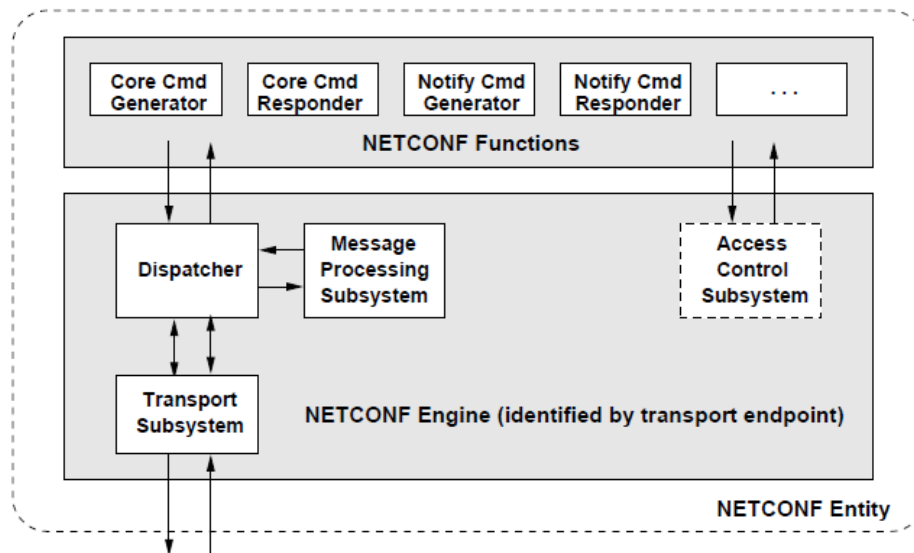 Core Cmd
Generator
Core Cmd
Responder
Notify Cmd
Generator
Notify Cmd
Responder
. . .
NETCONF Functions
Dispatcher
Message
Processing
Subsystem
Access
Control
Subsystem
Transport
Subsystem
NETCONF Engine (identified by transport endpoint)
NETCONF Entity